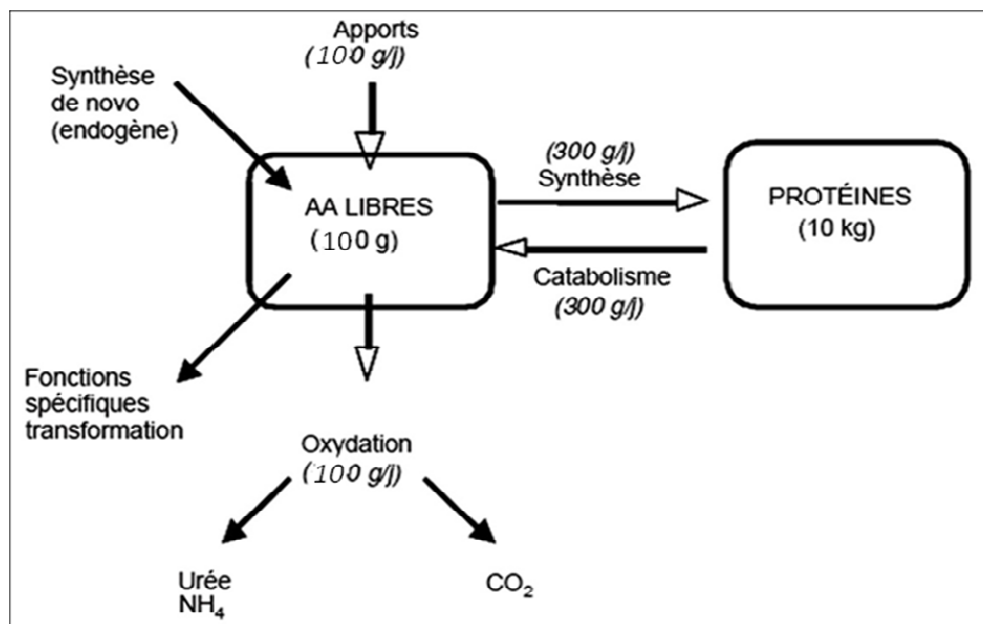 Apports
(100 g/j)
Synthèse
de novo
(endogène)
(300 g/j)
Synthèse
AA LIBRES
(100 g)
PROTÉINES
(10 kg)
Catabolisme
(300 g/j)
Fonctions
spécifiques
transformation
Oxydation
(100 g/j)
Urée
NH₄
CO₂